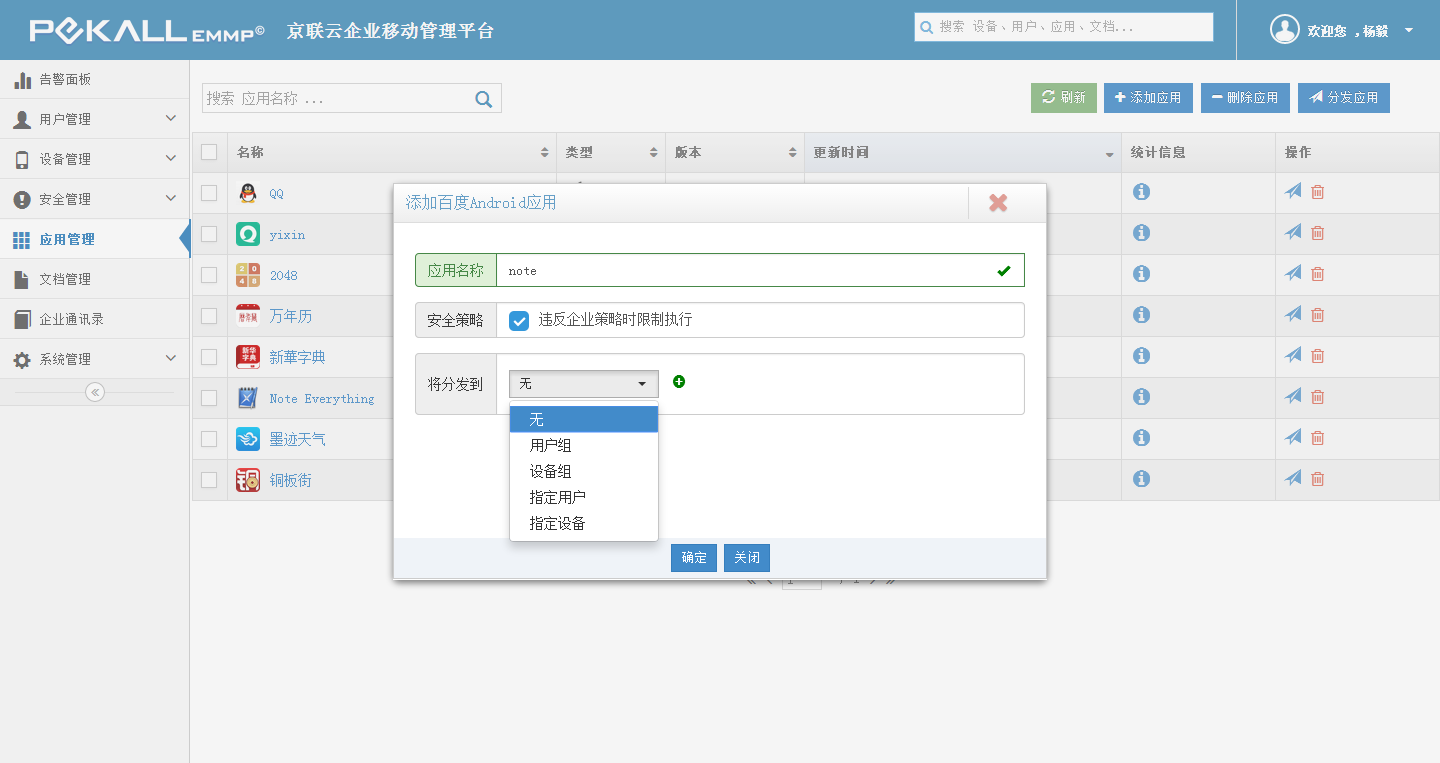 PEKALL EMMP© 京联云企业移动管理平台
搜索 设备、用户、应用、文档...
欢迎您 ，杨毅
告警面板
用户管理
设备管理
安全管理
应用管理
文档管理
企业通讯录
系统管理
搜索 应用名称 ...
刷新
添加应用
删除应用
分发应用
名称 类型 版本 更新时间 统计信息 操作
QQ
yixin
2048
万年历
新華字典
Note Everything
墨迹天气
铜板街
添加百度Android应用
应用名称 note
安全策略 违反企业策略时限制执行
将分发到 无
无
用户组
设备组
指定用户
指定设备
确定 关闭